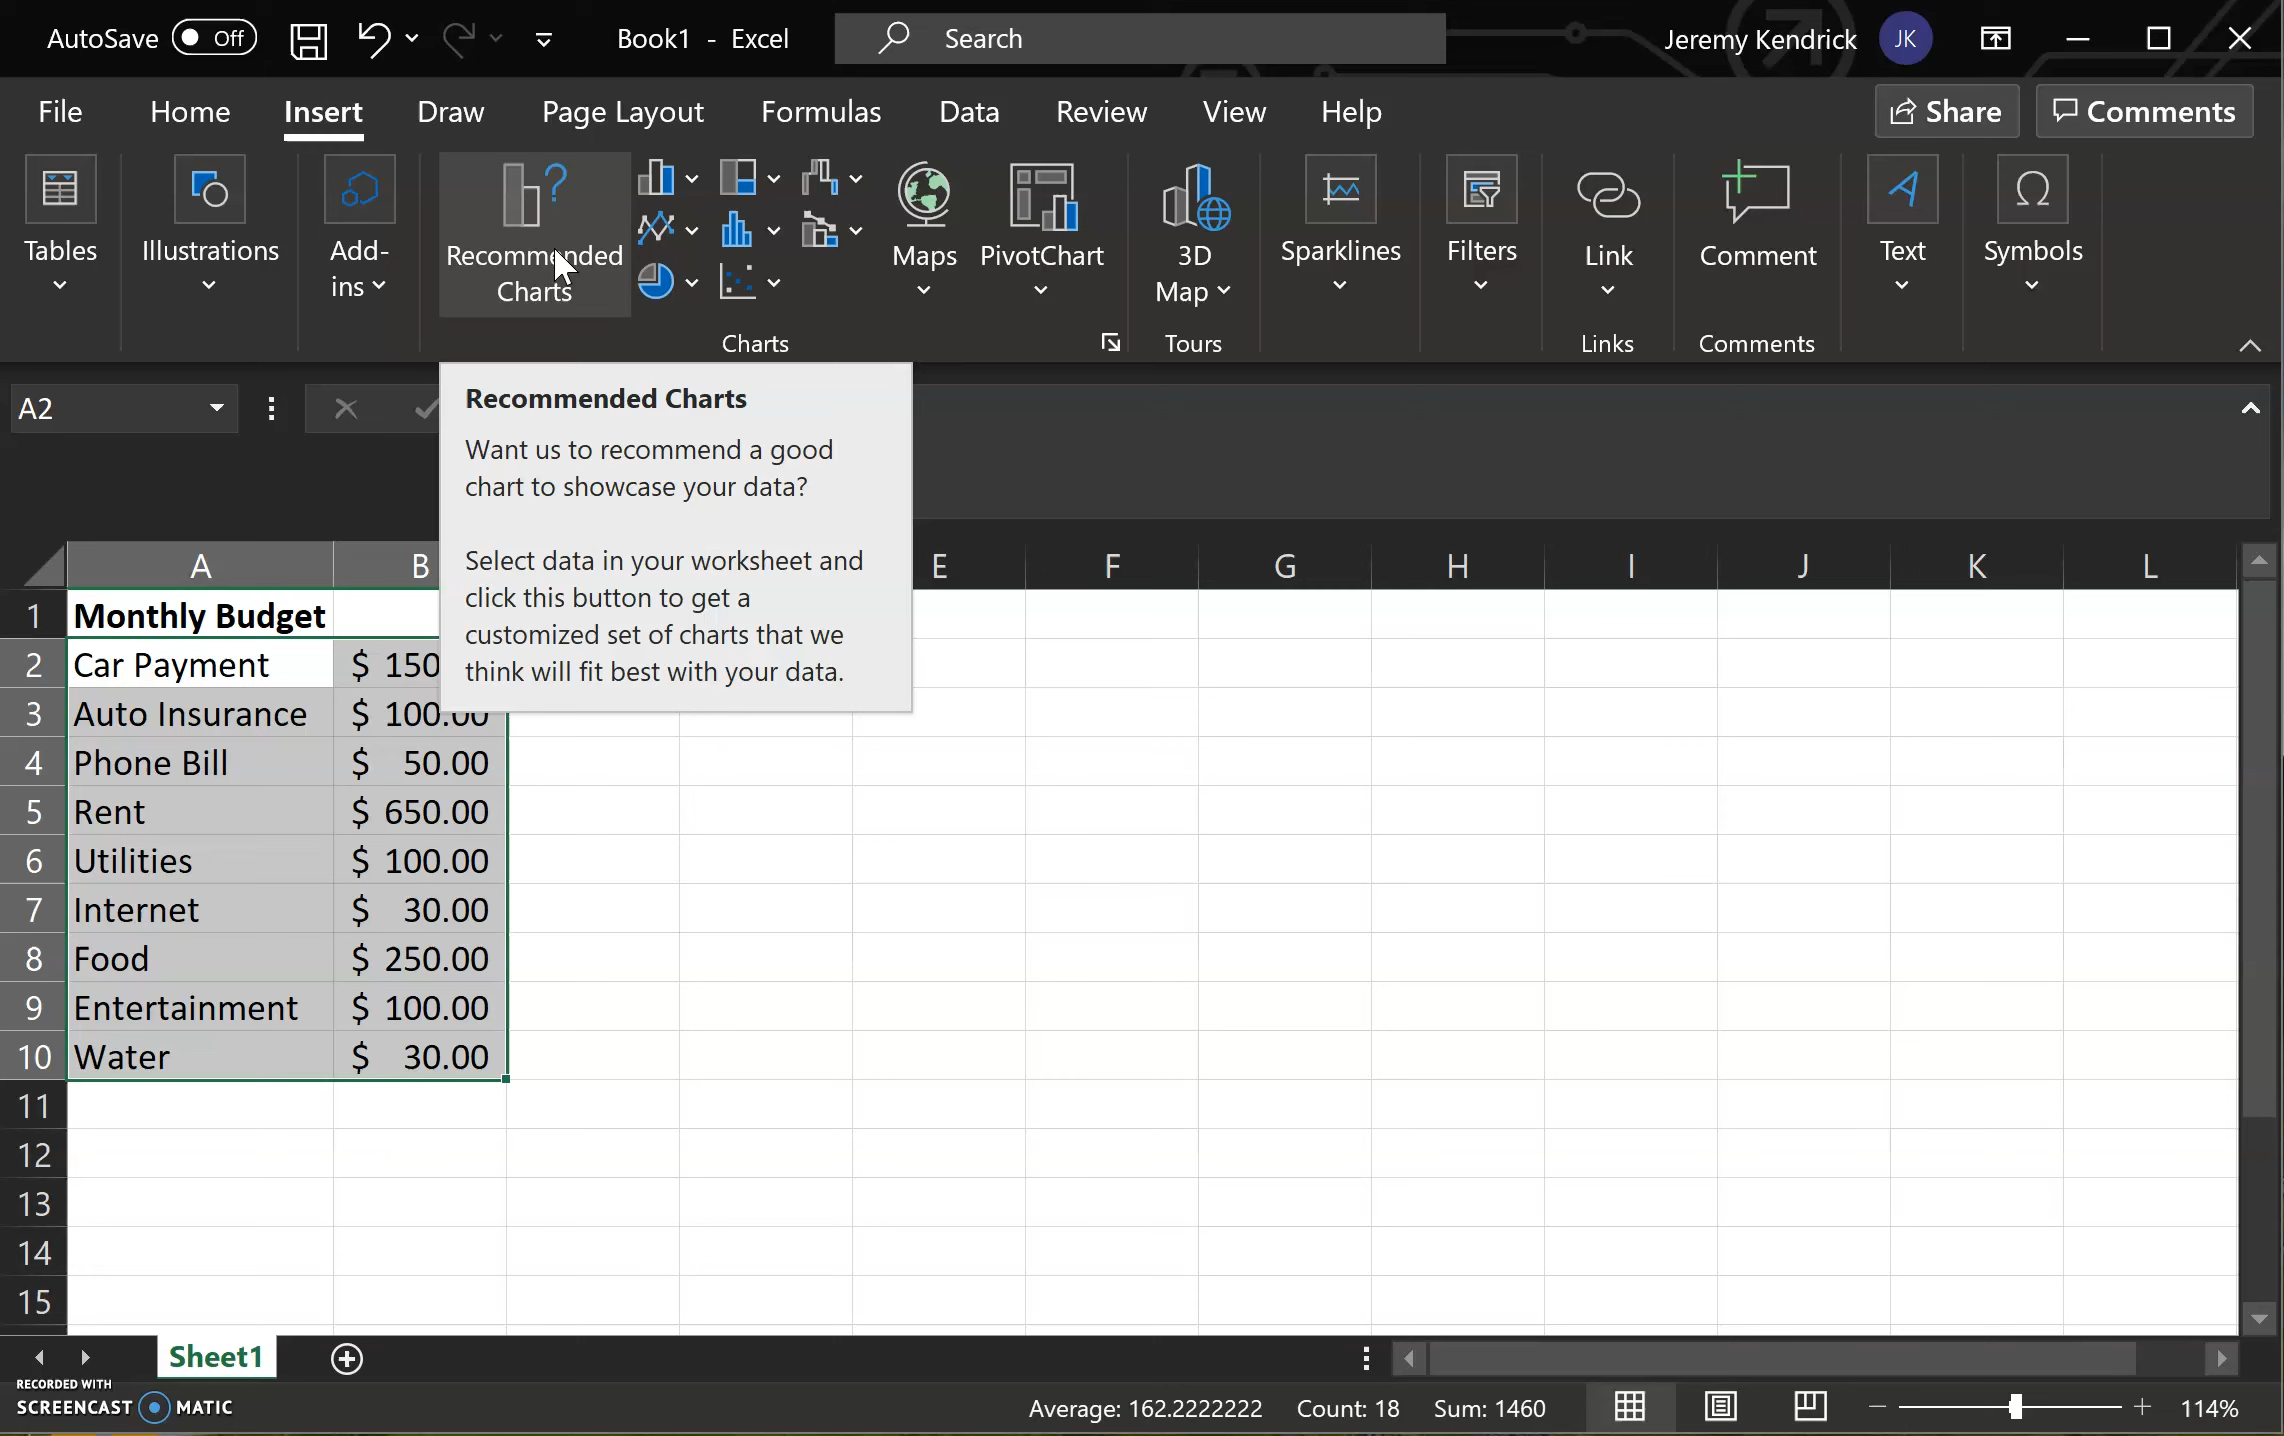 AutoSave Off Book1 - Excel Search Jeremy Kendrick JK
File Home Insert Draw Page Layout Formulas Data Review View Help Share Comments
Tables Illustrations Add-
ins Recommended
Charts Maps PivotChart 3D
Map Sparklines Filters Link Comment Text Symbols
Charts Tours Links Comments
A2
Recommended Charts
Want us to recommend a good
chart to showcase your data?
Select data in your worksheet and
click this button to get a
customized set of charts that we
think will fit best with your data.
A B E F G H I J K L
1 Monthly Budget
2 Car Payment $ 150
3 Auto Insurance $ 100.00
4 Phone Bill $ 50.00
5 Rent $ 650.00
6 Utilities $ 100.00
7 Internet $ 30.00
8 Food $ 250.00
9 Entertainment $ 100.00
10 Water $ 30.00
11
12
13
14
15
Sheet1
RECORDED WITH
SCREENCAST MATIC
Average: 162.2222222 Count: 18 Sum: 1460 114%